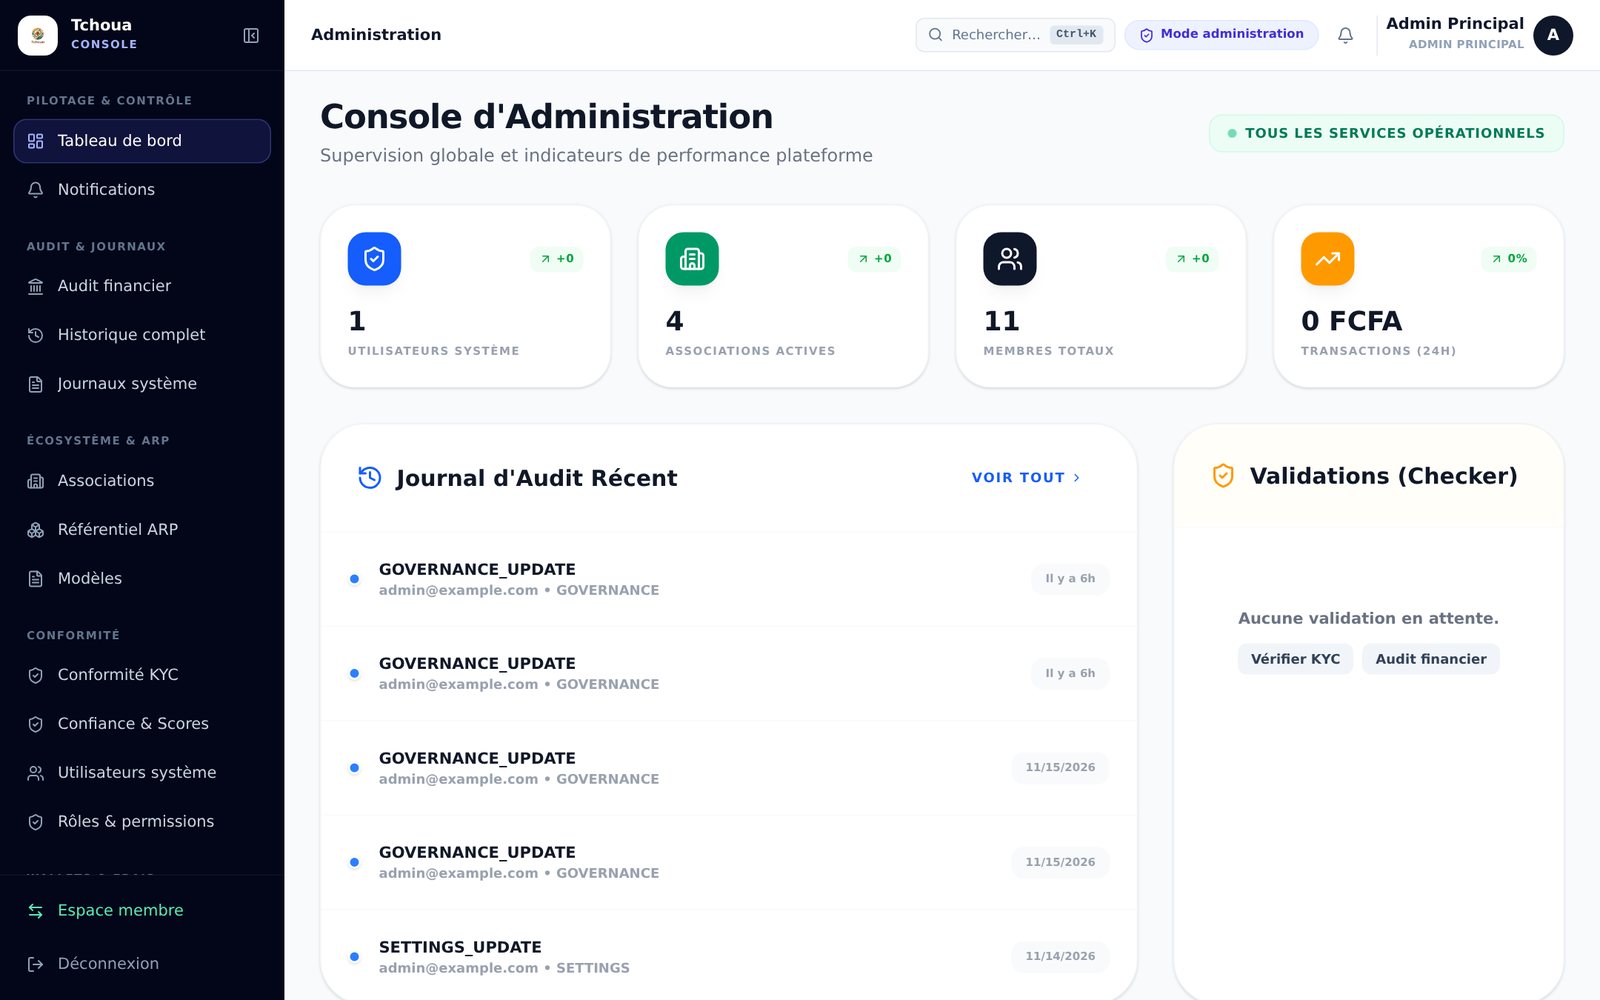 Tchoua
CONSOLE
PILOTAGE & CONTRÔLE
Tableau de bord
Notifications
AUDIT & JOURNAUX
Audit financier
Historique complet
Journaux système
ÉCOSYSTÈME & ARP
Associations
Référentiel ARP
Modèles
CONFORMITÉ
Conformité KYC
Confiance & Scores
Utilisateurs système
Rôles & permissions
Espace membre
Déconnexion
Administration
Rechercher... Ctrl+K
Mode administration
Admin Principal
ADMIN PRINCIPAL
A
Console d'Administration
Supervision globale et indicateurs de performance plateforme
TOUS LES SERVICES OPÉRATIONNELS
+0
1
UTILISATEURS SYSTÈME
+0
4
ASSOCIATIONS ACTIVES
+0
11
MEMBRES TOTAUX
0%
0 FCFA
TRANSACTIONS (24H)
Journal d'Audit Récent
VOIR TOUT
GOVERNANCE_UPDATE
admin@example.com • GOVERNANCE
Il y a 6h
GOVERNANCE_UPDATE
admin@example.com • GOVERNANCE
Il y a 6h
GOVERNANCE_UPDATE
admin@example.com • GOVERNANCE
11/15/2026
GOVERNANCE_UPDATE
admin@example.com • GOVERNANCE
11/15/2026
SETTINGS_UPDATE
admin@example.com • SETTINGS
11/14/2026
Validations (Checker)
Aucune validation en attente.
Vérifier KYC
Audit financier